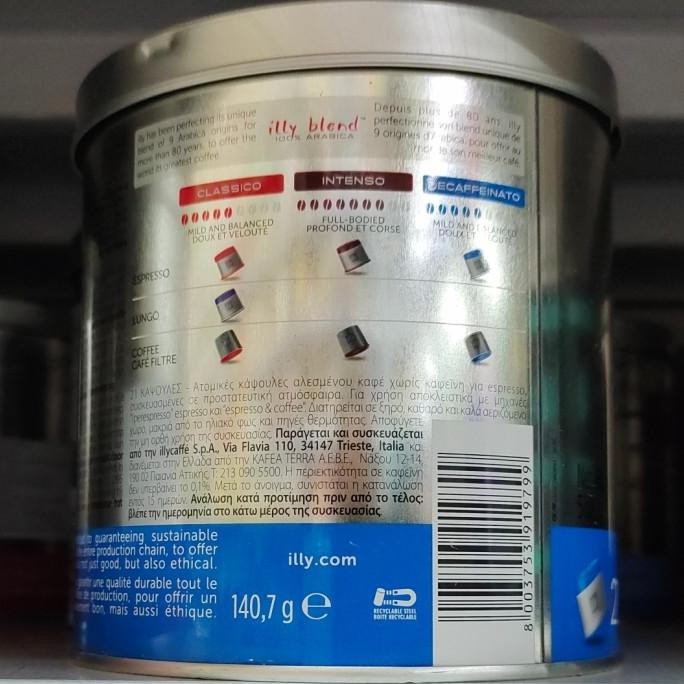 illy has been perfecting its unique
blend of 9 Arabica origins for
more than 80 years, to offer the
world its greatest coffee.
illy blend™
100% ARABICA
Depuis plus de 80 ans, illy
perfectionne son blend unique de
9 origines d'Arabica, pour offrir au
monde son meilleur café.
CLASSICO
MILD AND BALANCED
DOUX ET VELOUTÉ
INTENSO
FULL-BODIED
PROFOND ET CORSÉ
DECAFFEINATO
MILD AND BALANCED
DOUX ET VELOUTÉ
ESPRESSO
LUNGO
COFFEE
CAFÉ FILTRE
21 ΚΑΨΟΥΛΕΣ - Ατομικές κάψουλες αλεσμένου καφέ χωρίς καφεΐνη για espresso,
συσκευασμένες σε προστατευτική ατμόσφαιρα. Για χρήση αποκλειστικά με μηχανές
"iperespresso" espresso και "espresso & coffee". Διατηρείται σε ξηρό, καθαρό και καλά αεριζόμενο
χώρο, μακριά από το ηλιακό φως και πηγές θερμότητας. Αποφύγετε
την μη ορθή χρήση της συσκευασίας. Παράγεται και συσκευάζεται
από την illycaffè S.p.A., Via Flavia 110, 34147 Trieste, Italia και
διανέμεται στην Ελλάδα από την KAFEA TERRA A.E.B.E., Νάξου 12-14,
190 02 Παιανία Αττικής, Τ: 213 090 5500. Η περιεκτικότητα σε καφεΐνη
δεν υπερβαίνει το 0,1%. Μετά το άνοιγμα, συνιστάται η κατανάλωση
εντός 15 ημερών. Ανάλωση κατά προτίμηση πριν από το τέλος:
βλέπε την ημερομηνία στο κάτω μέρος της συσκευασίας.
to guaranteeing sustainable
entire production chain, to offer
not just good, but also ethical.
une qualité durable tout le
de production, pour offrir un
bon, mais aussi éthique.
illy.com
140,7 g ℮
RECYCLABLE STEEL
BOITE RECYCLABLE
8 003753 919799
2